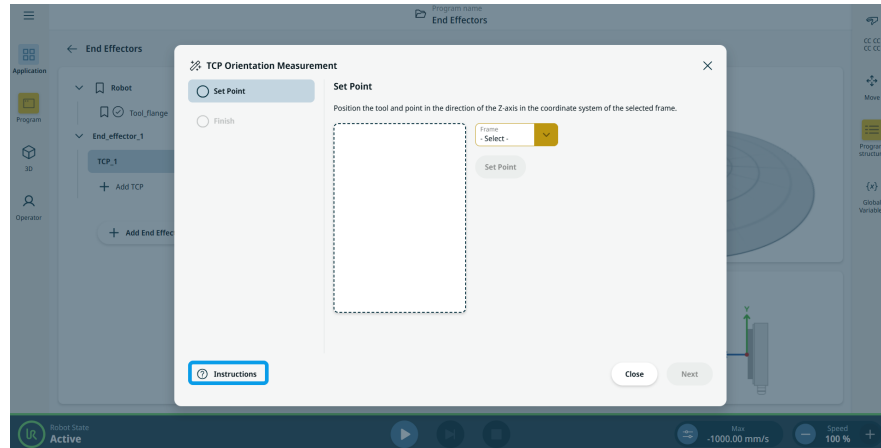 Program name
End Effectors
End Effectors
Application
Robot
Tool_flange
Program
End_effector_1
TCP_1
3D
Add TCP
Operator
Add End Effec
TCP Orientation Measurement
Set Point
Finish
Set Point
Position the tool and point in the direction of the Z-axis in the coordinate system of the selected frame.
Frame
- Select -
Set Point
Instructions
Close
Next
Y
CC CC
CC CC
Move
Program
structure
{x}
Global
Variable
Robot State
Active
Max
-1000.00 mm/s
Speed
100 %